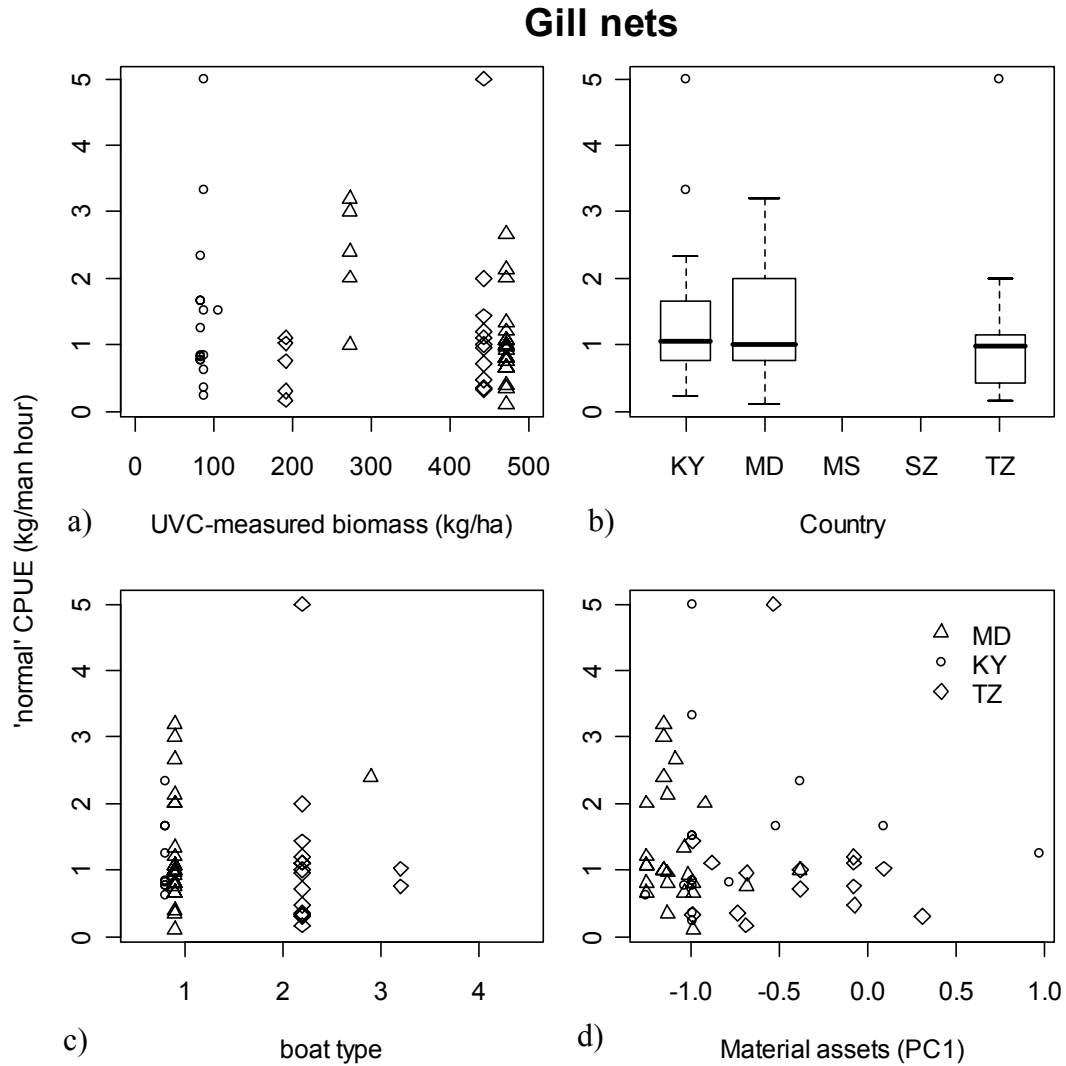 Gill nets
5
4
3
2
1
0
0 100 200 300 400 500
a) UVC-measured biomass (kg/ha)
5
4
3
2
1
0
KY MD MS SZ TZ
b) Country
'normal' CPUE (kg/man hour)
5
4
3
2
1
0
1 2 3 4
c) boat type
5
4
3
2
1
0
MD
KY
TZ
-1.0 -0.5 0.0 0.5 1.0
d) Material assets (PC1)